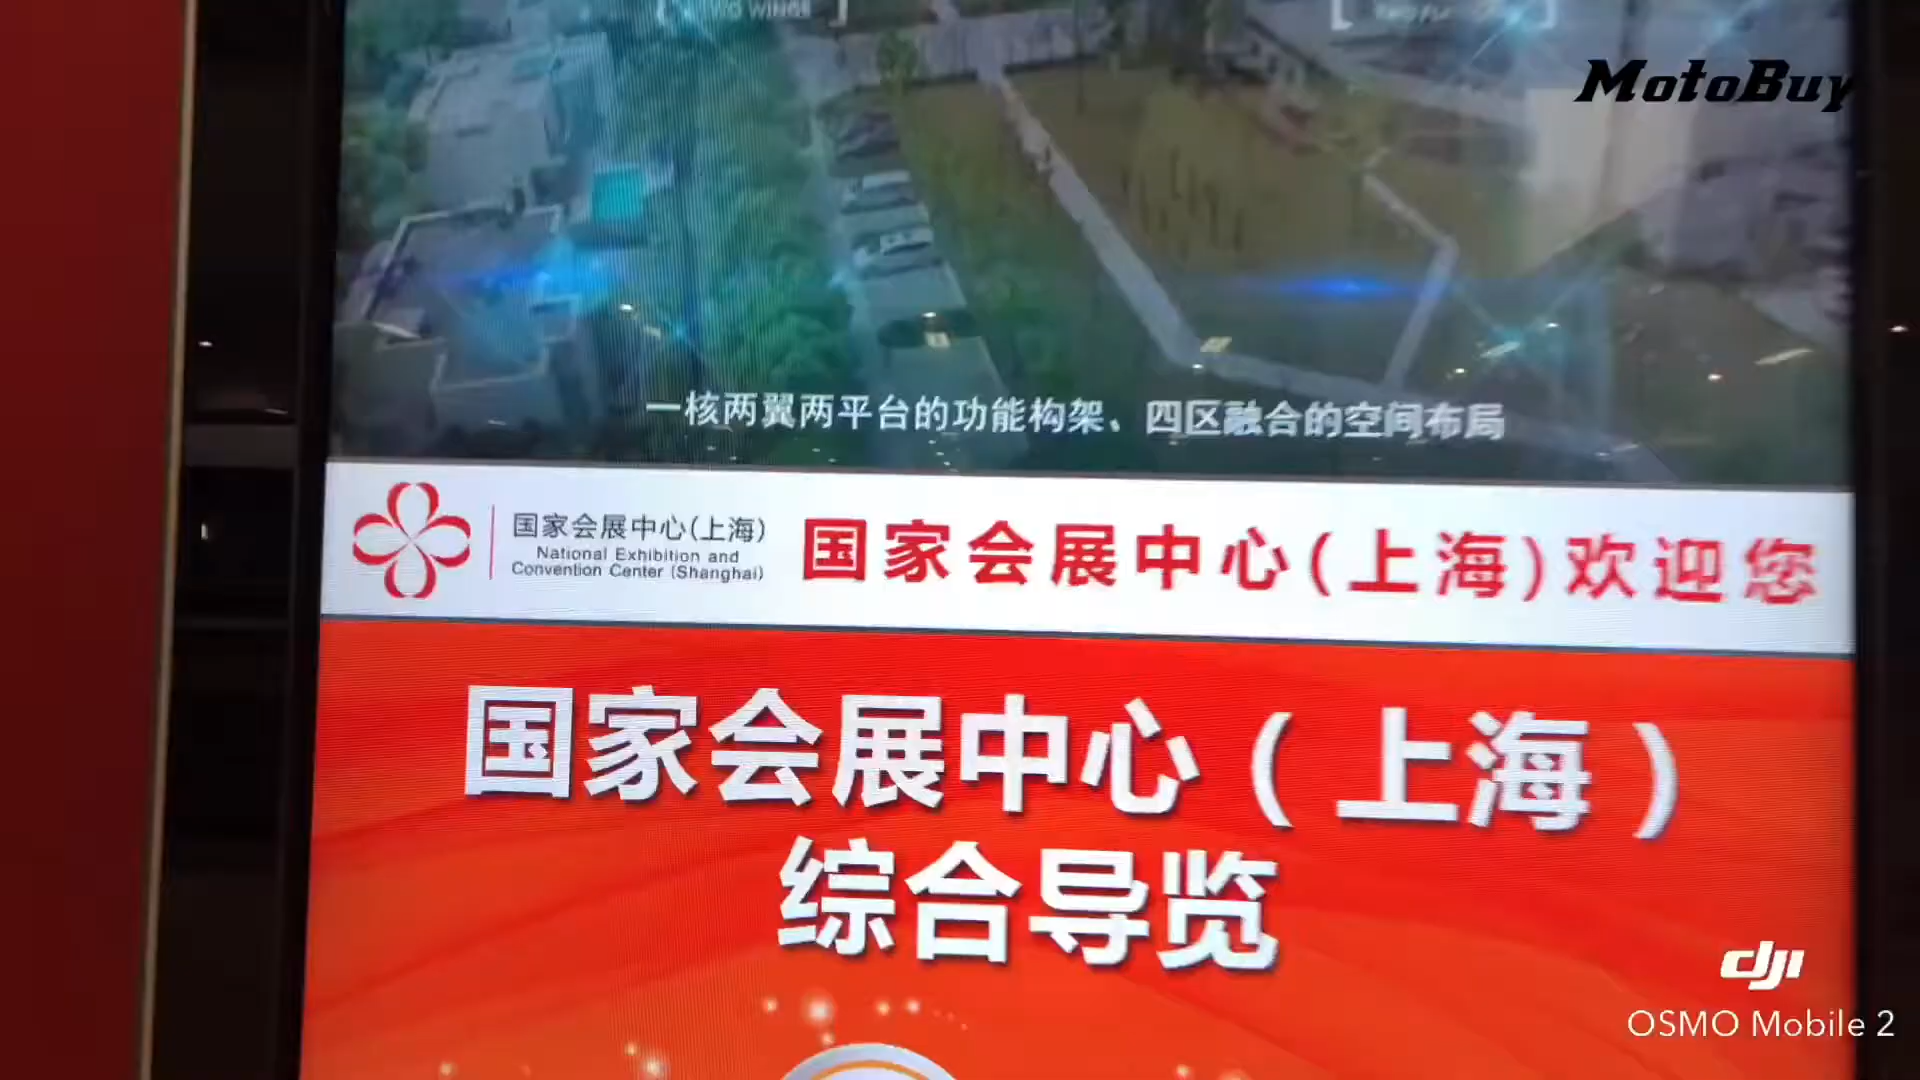 TWO WINGS
MotoBuy
一核两翼两平台的功能构架、四区融合的空间布局
国家会展中心(上海)
National Exhibition and
Convention Center (Shanghai)
国家会展中心(上海)欢迎您
国家会展中心(上海)
综合导览
dji
OSMO Mobile 2